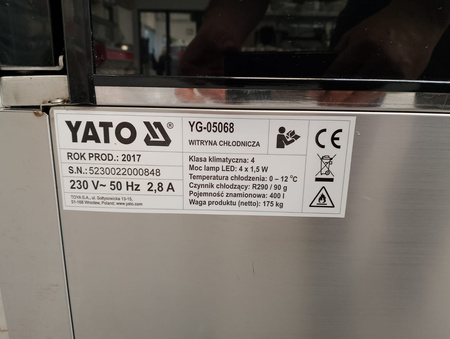 YATO ®
ROK PROD.: 2017
S.N.: 5230022000848
230 V~ 50 Hz 2,8 A
TOYA S.A., ul. Sołtysowicka 13-15,
51-168 Wrocław, Poland; www.yato.com
YG-05068
WITRYNA CHŁODNICZA
Klasa klimatyczna: 4
Moc lamp LED: 4 x 1,5 W
Temperatura chłodzenia: 0 – 12 °C
Czynnik chłodzący: R290 / 90 g
Pojemność znamionowa: 400 l
Waga produktu (netto): 175 kg
CE